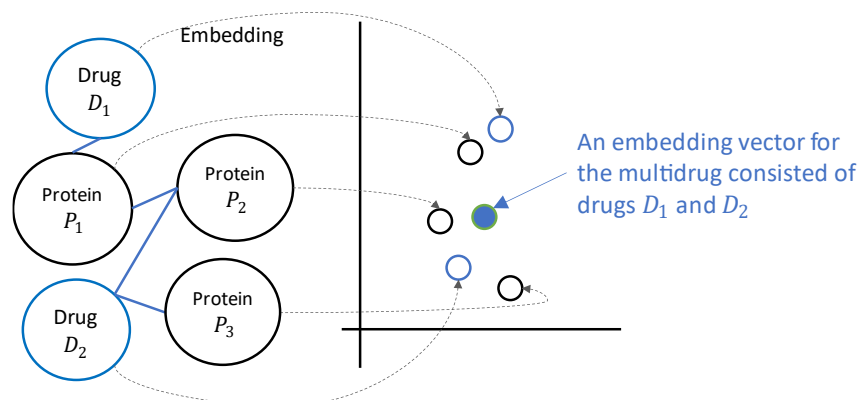 Embedding
Drug
D₁
Protein
P₁
Protein
P₂
Drug
D₂
Protein
P₃
An embedding vector for
the multidrug consisted of
drugs D₁ and D₂